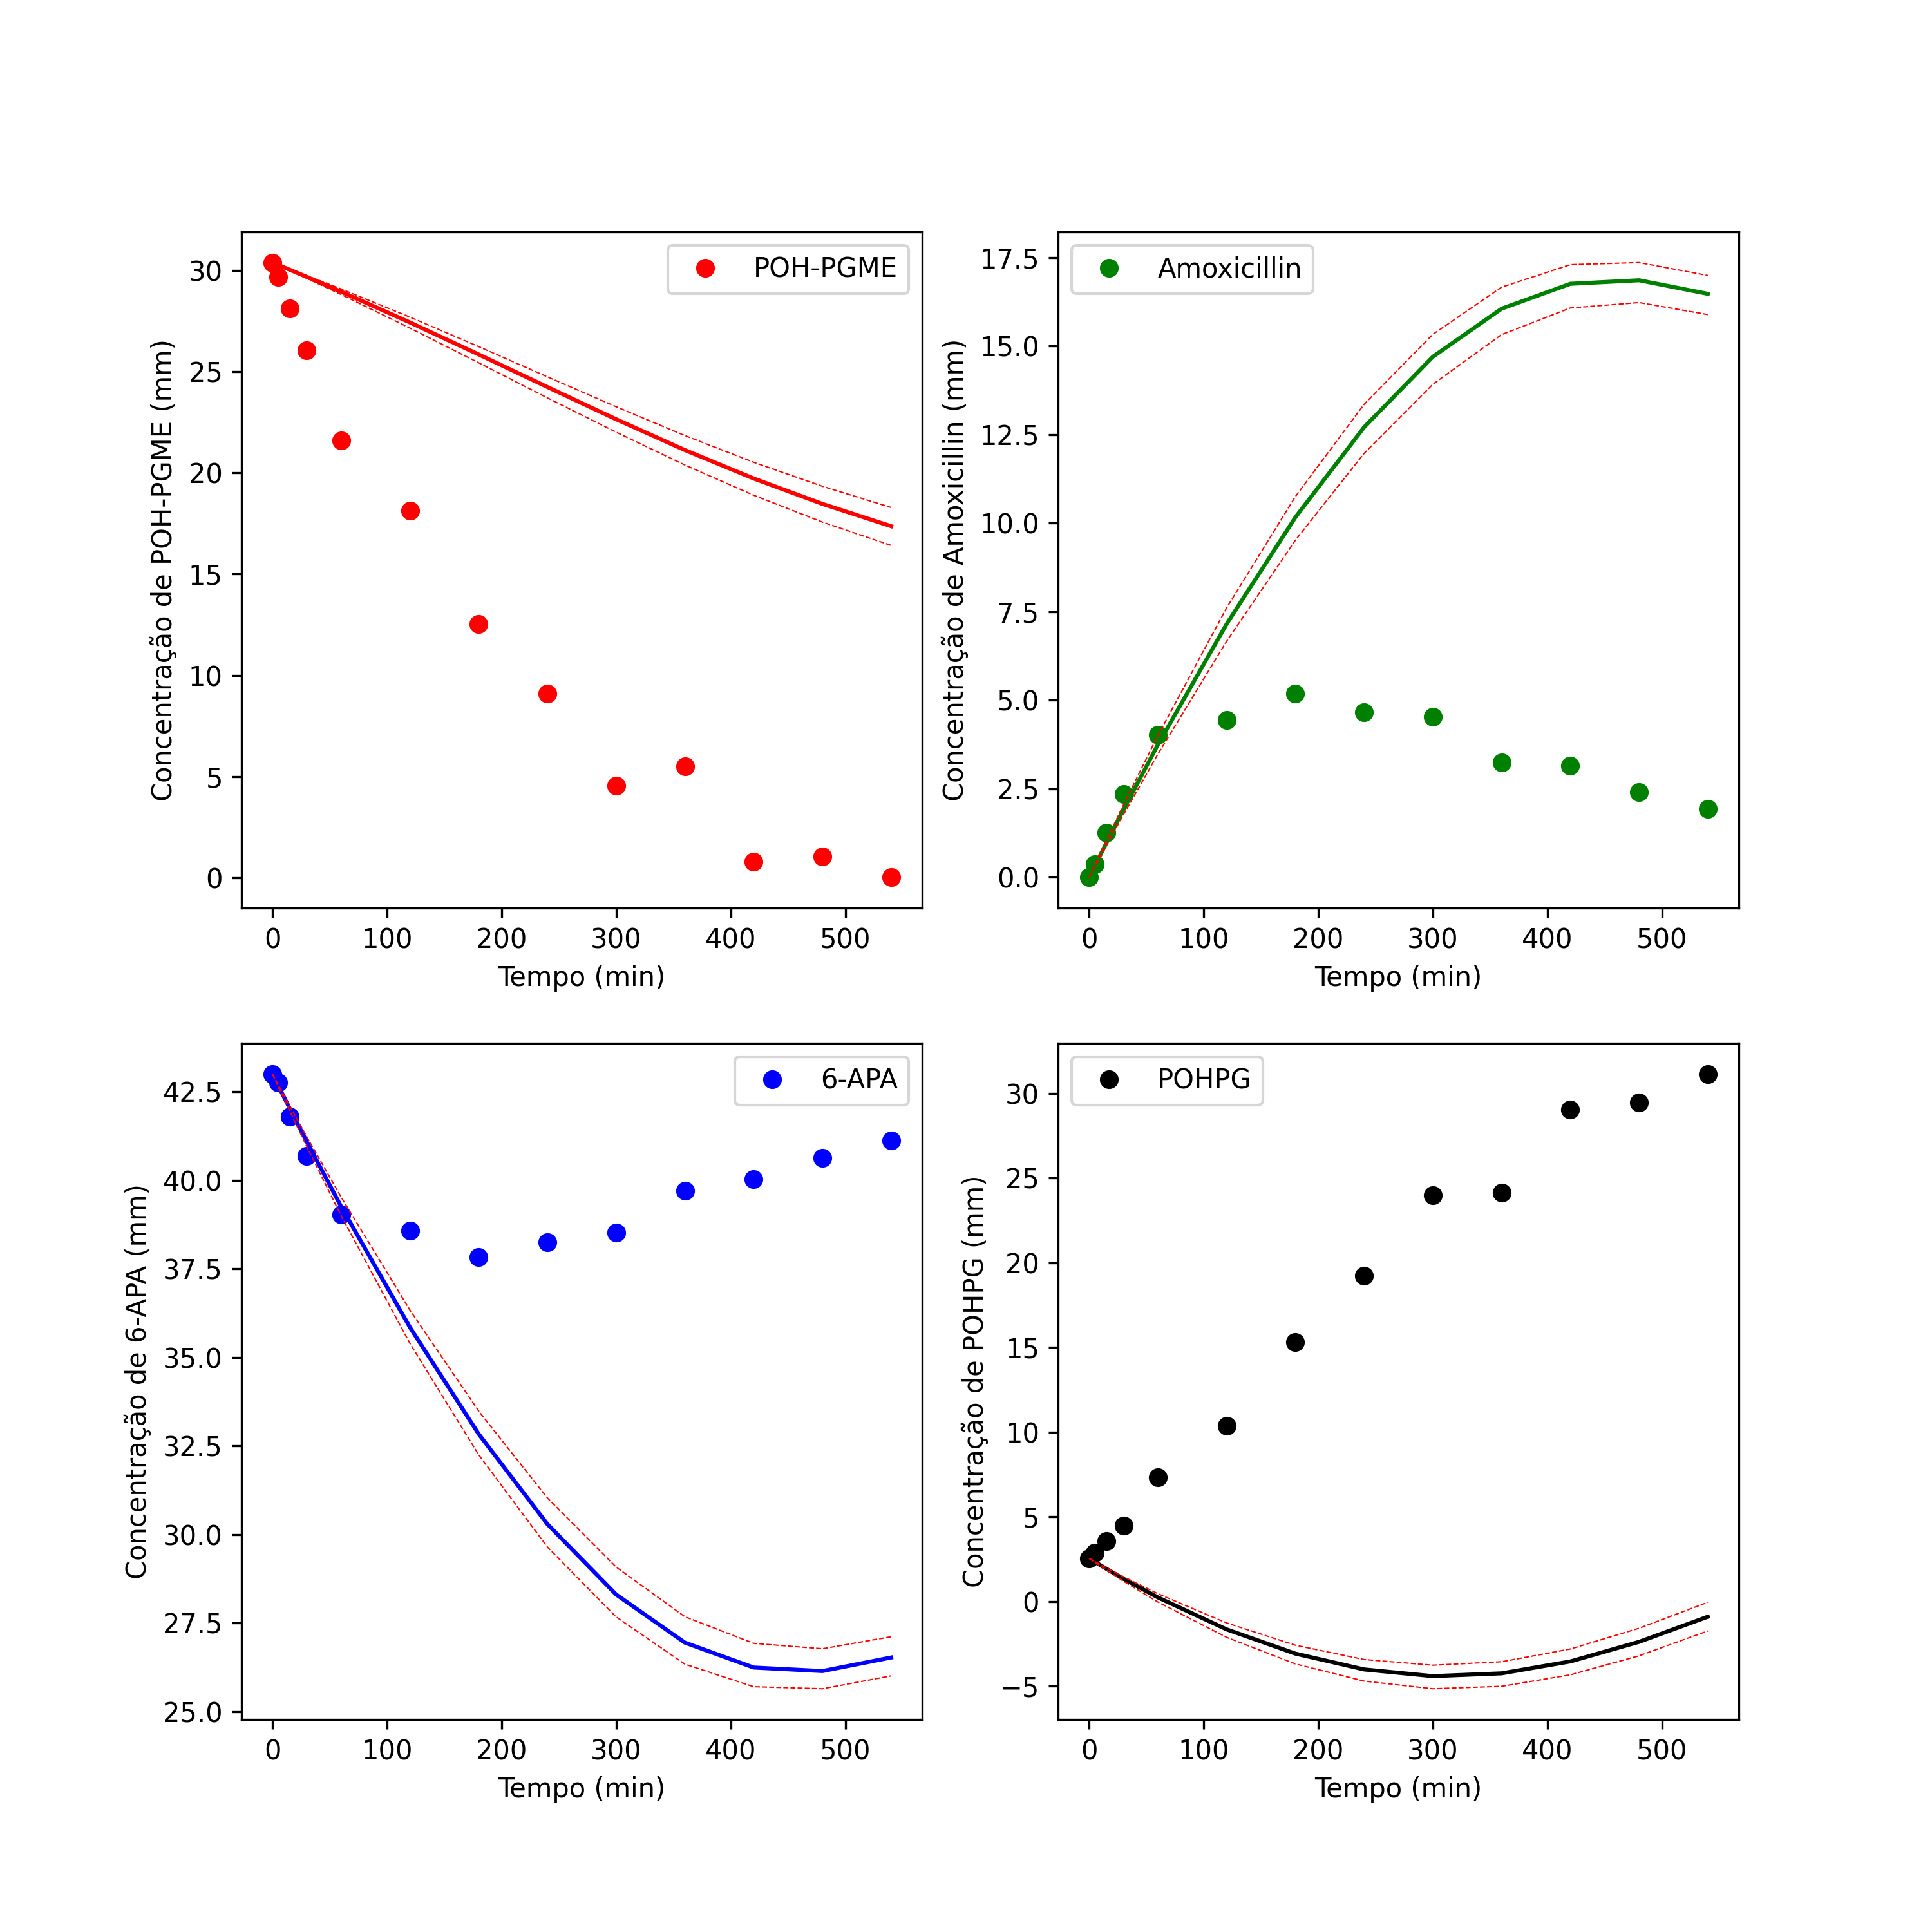 POH-PGME
Concentração de POH-PGME (mm)
30
25
20
15
10
5
0
0 100 200 300 400 500
Tempo (min)
Amoxicillin
Concentração de Amoxicillin (mm)
17.5
15.0
12.5
10.0
7.5
5.0
2.5
0.0
0 100 200 300 400 500
Tempo (min)
6-APA
Concentração de 6-APA (mm)
42.5
40.0
37.5
35.0
32.5
30.0
27.5
25.0
0 100 200 300 400 500
Tempo (min)
POHPG
Concentração de POHPG (mm)
30
25
20
15
10
5
0
−5
0 100 200 300 400 500
Tempo (min)